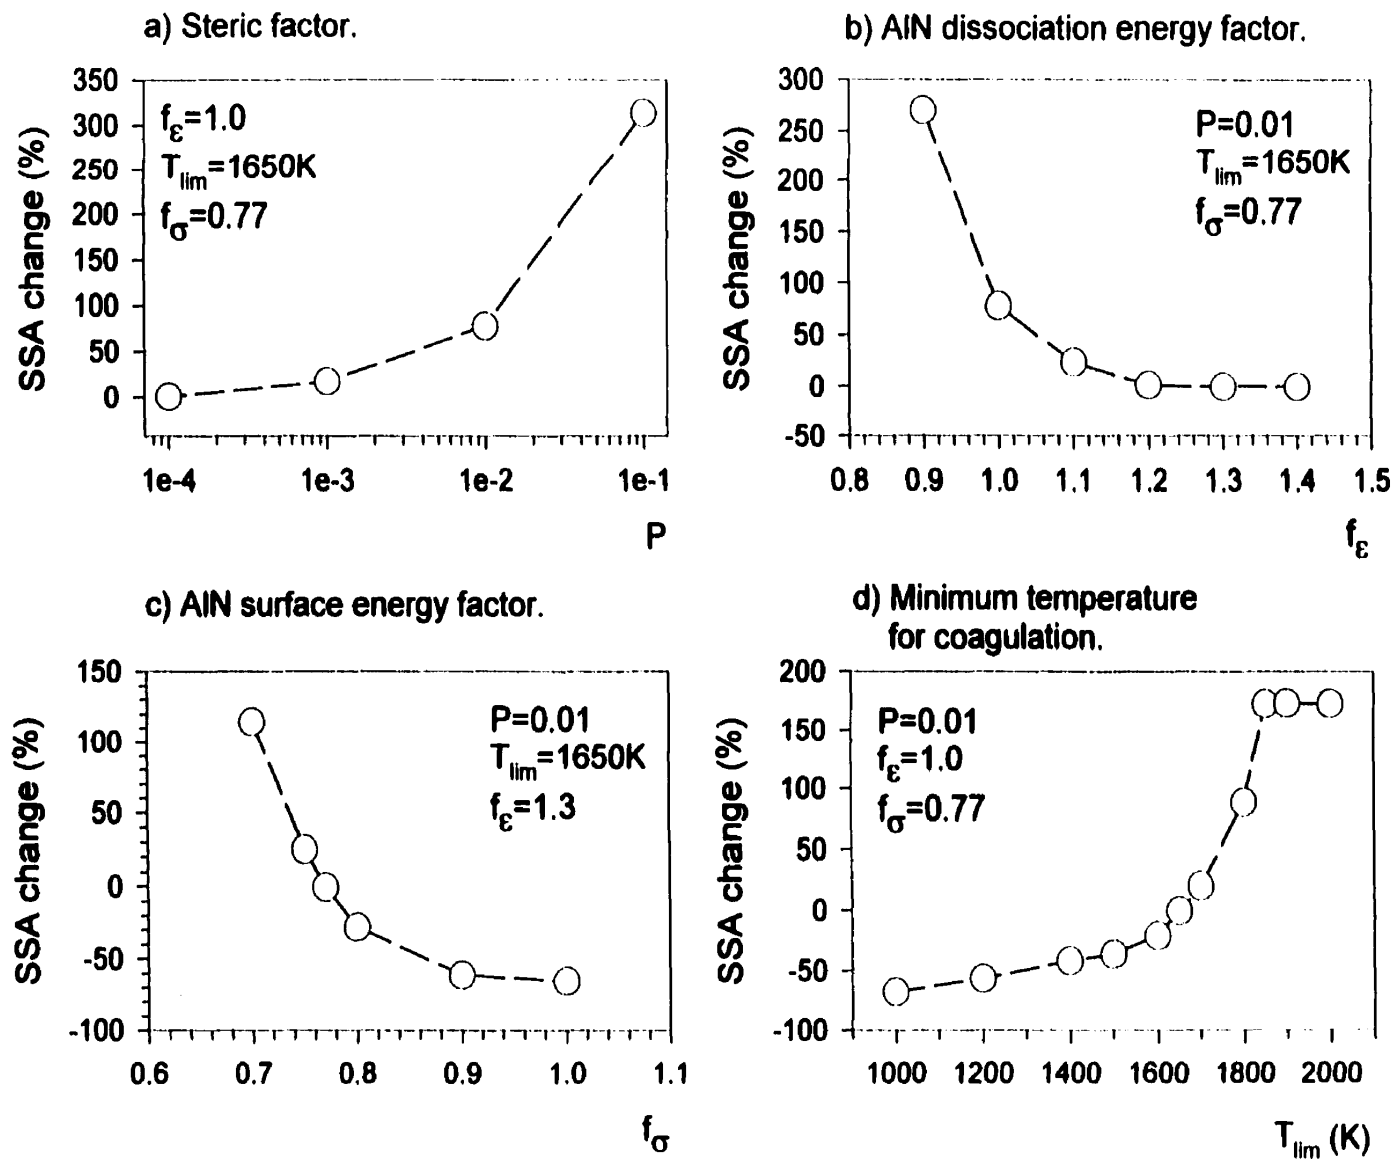 a) Steric factor.
SSA change (%)
350
300
250
200
150
100
50
0
f_ε=1.0
T_lim=1650K
f_σ=0.77
1e-4 1e-3 1e-2 1e-1
P
b) AlN dissociation energy factor.
SSA change (%)
300
250
200
150
100
50
0
-50
P=0.01
T_lim=1650K
f_σ=0.77
0.8 0.9 1.0 1.1 1.2 1.3 1.4 1.5
f_ε
c) AlN surface energy factor.
SSA change (%)
150
100
50
0
-50
-100
P=0.01
T_lim=1650K
f_ε=1.3
0.6 0.7 0.8 0.9 1.0 1.1
f_σ
d) Minimum temperature
for coagulation.
SSA change (%)
200
150
100
50
0
-50
-100
P=0.01
f_ε=1.0
f_σ=0.77
1000 1200 1400 1600 1800 2000
T_lim (K)